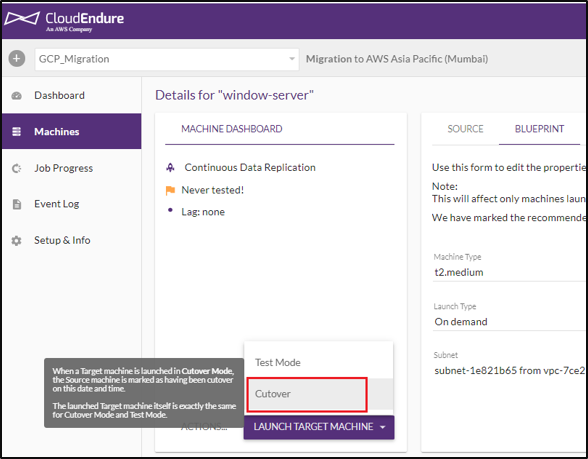 CloudEndure
An AWS Company
GCP_Migration
Migration to AWS Asia Pacific (Mumbai)
Dashboard
Machines
Job Progress
Event Log
Setup & Info
Details for "window-server"
MACHINE DASHBOARD
Continuous Data Replication
Never tested!
Lag: none
SOURCE
BLUEPRINT
Use this form to edit the propertie
Note:
This will affect only machines laun
We have marked the recommende
Machine Type
t2.medium
Launch Type
On demand
Subnet
subnet-1e821b65 from vpc-7ce2
Test Mode
Cutover
When a Target machine is launched in Cutover Mode,
the Source machine is marked as having been cutover
on this date and time.
The launched Target machine itself is exactly the same
for Cutover Mode and Test Mode.
ACTIONS...
LAUNCH TARGET MACHINE